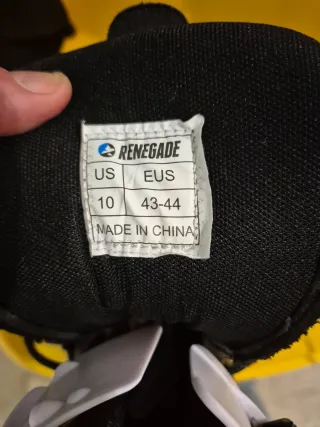 RENEGADE
US EUS
10 43-44
MADE IN CHINA